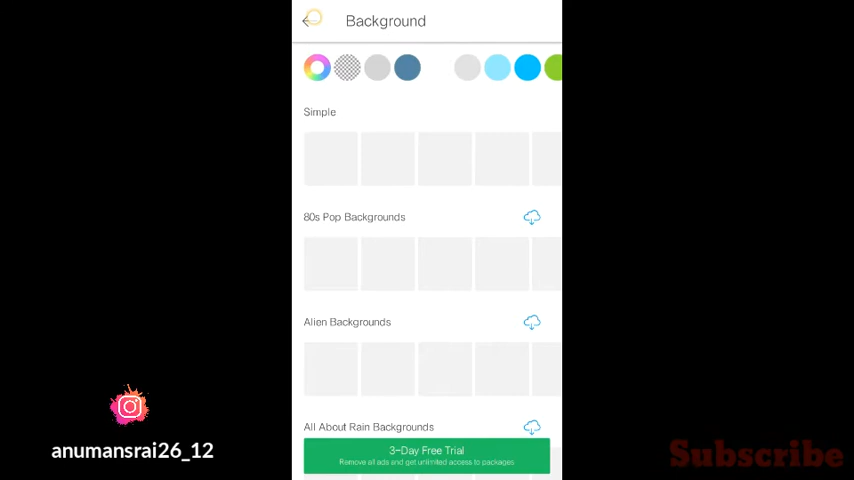 Background
Simple
80s Pop Backgrounds
Alien Backgrounds
All About Rain Backgrounds
3-Day Free Trial
Remove all ads and get unlimited access to packages
anumansrai26_12
Subscribe